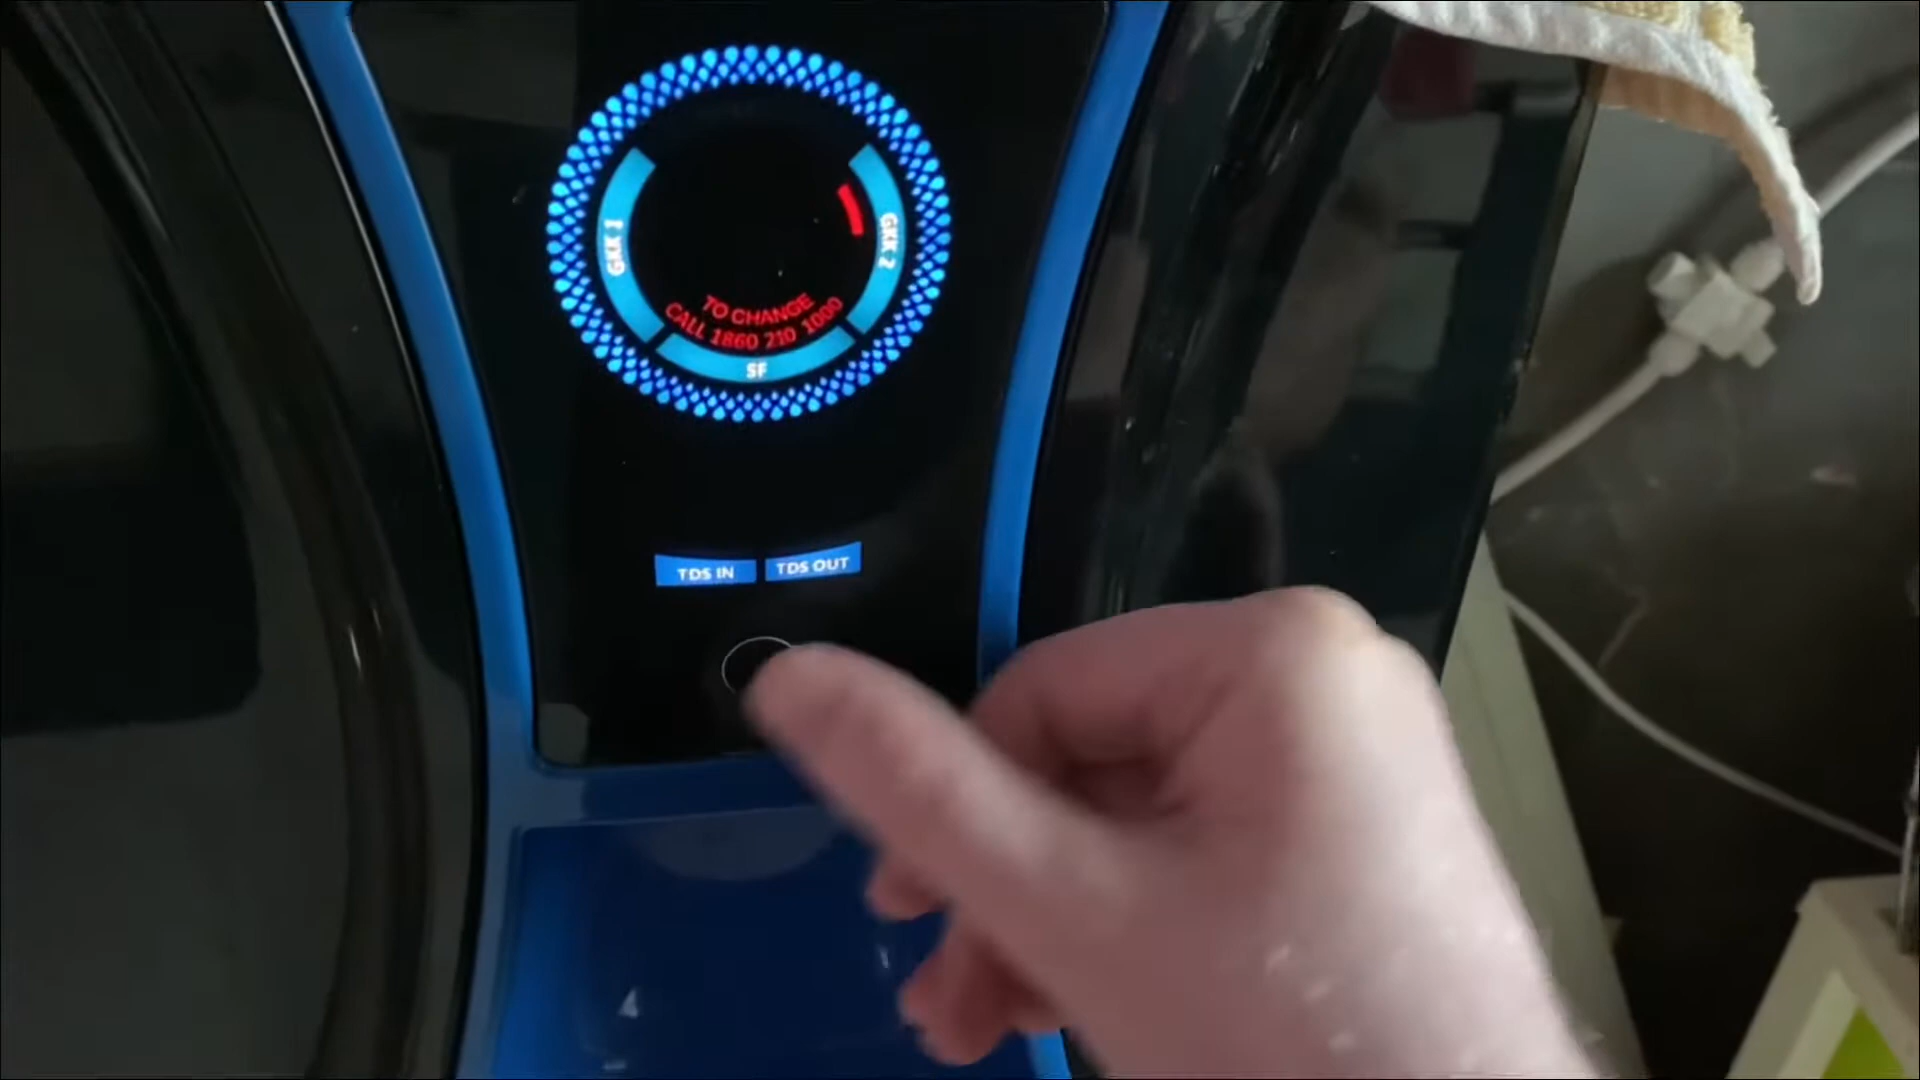 GKK 1
GKK 2
TO CHANGE
CALL 1860 210 1000
SF
TDS IN
TDS OUT